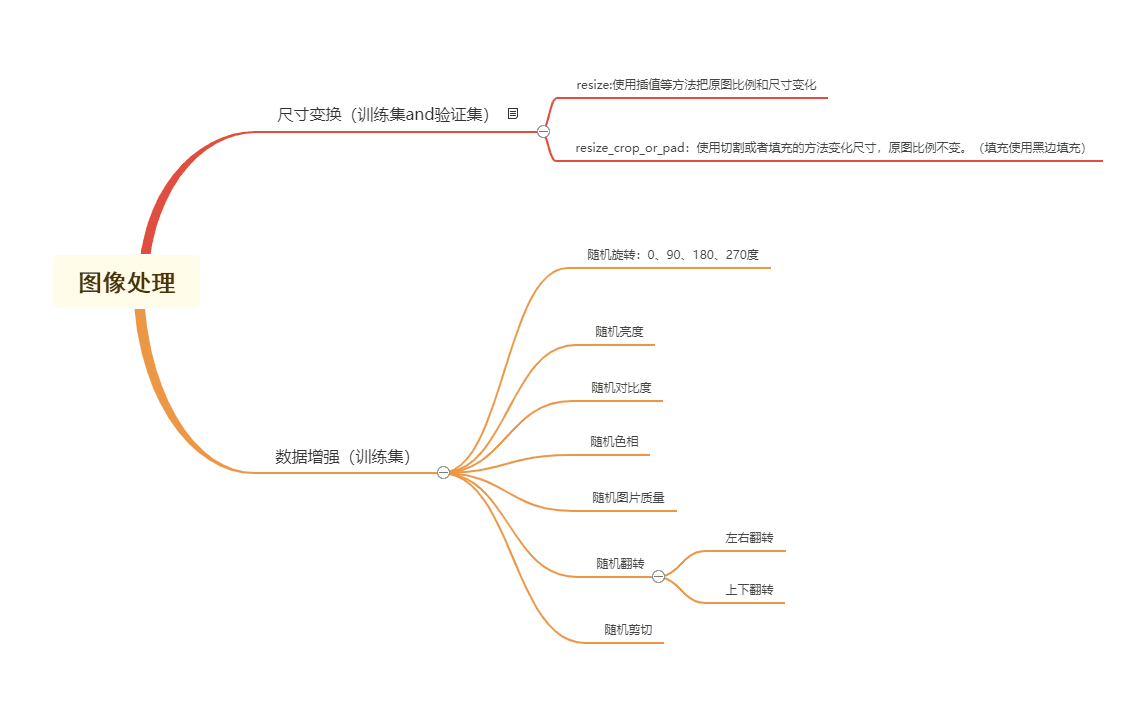 resize:使用插值等方法把原图比例和尺寸变化
尺寸变换（训练集and验证集）
resize_crop_or_pad：使用切割或者填充的方法变化尺寸，原图比例不变。（填充使用黑边填充）
图像处理
随机旋转：0、90、180、270度
随机亮度
随机对比度
随机色相
数据增强（训练集）
随机图片质量
左右翻转
随机翻转
上下翻转
随机剪切